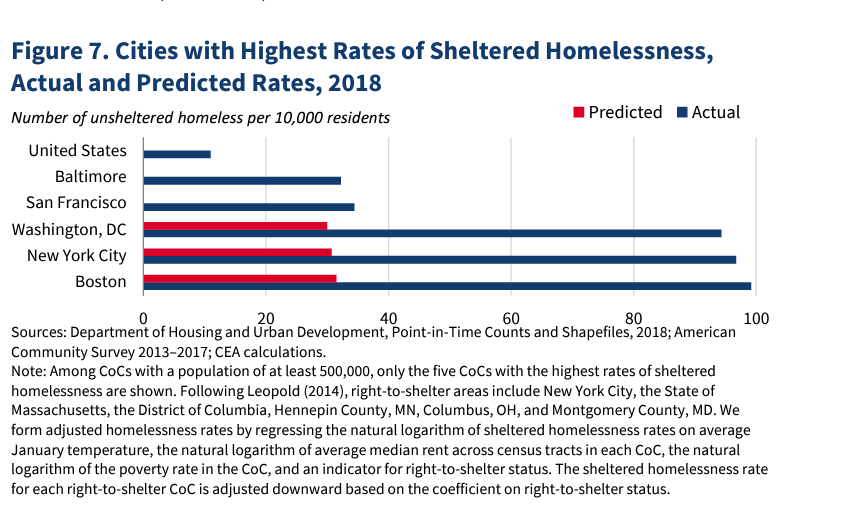 Figure 7. Cities with Highest Rates of Sheltered Homelessness,
Actual and Predicted Rates, 2018
Number of unsheltered homeless per 10,000 residents
Predicted Actual
United States
Baltimore
San Francisco
Washington, DC
New York City
Boston
0 20 40 60 80 100
Sources: Department of Housing and Urban Development, Point-in-Time Counts and Shapefiles, 2018; American
Community Survey 2013–2017; CEA calculations.
Note: Among CoCs with a population of at least 500,000, only the five CoCs with the highest rates of sheltered
homelessness are shown. Following Leopold (2014), right-to-shelter areas include New York City, the State of
Massachusetts, the District of Columbia, Hennepin County, MN, Columbus, OH, and Montgomery County, MD. We
form adjusted homelessness rates by regressing the natural logarithm of sheltered homelessness rates on average
January temperature, the natural logarithm of average median rent across census tracts in each CoC, the natural
logarithm of the poverty rate in the CoC, and an indicator for right-to-shelter status. The sheltered homelessness rate
for each right-to-shelter CoC is adjusted downward based on the coefficient on right-to-shelter status.